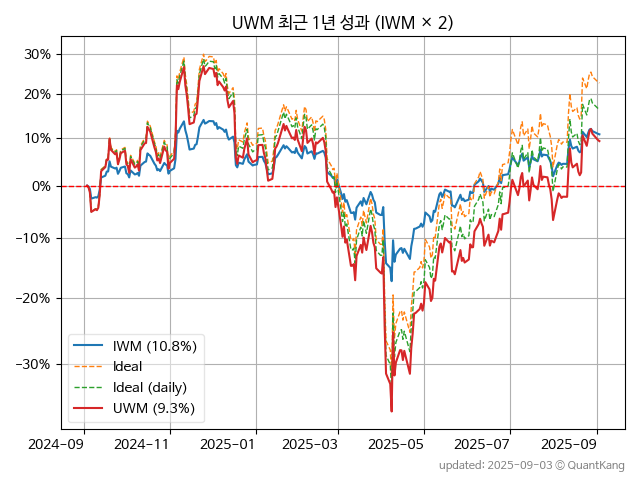 UWM 최근 1년 성과 (IWM × 2)
30%
20%
10%
0%
−10%
−20%
−30%
IWM (10.8%)
Ideal
Ideal (daily)
UWM (9.3%)
2024−09
2024−11
2025−01
2025−03
2025−05
2025−07
2025−09
updated: 2025-09-03 © QuantKang